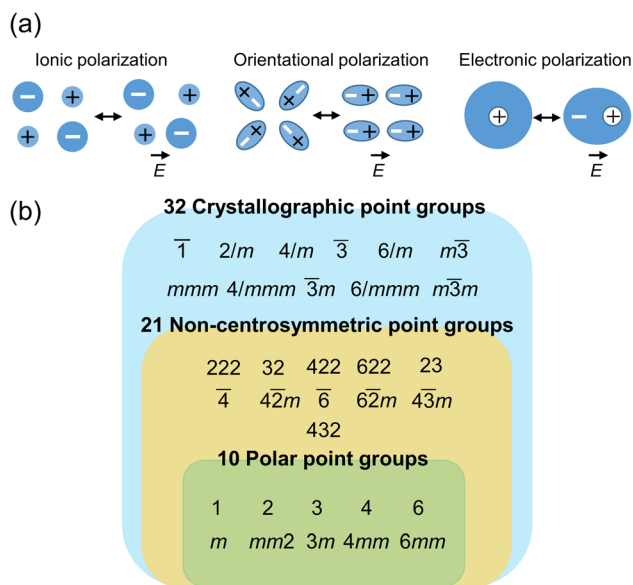 (a)
Ionic polarization Orientational polarization Electronic polarization
− + − +
+ − + −
× − × − − + − +
× − × − − + − +
+ − +
E E E
(b)
32 Crystallographic point groups
1̅ 2/m 4/m 3̅ 6/m m3̅
mmm 4/mmm 3̅m 6/mmm m3̅m
21 Non-centrosymmetric point groups
222 32 422 622 23
4̅ 42̅m 6̅ 62̅m 43̅m
432
10 Polar point groups
1 2 3 4 6
m mm2 3m 4mm 6mm